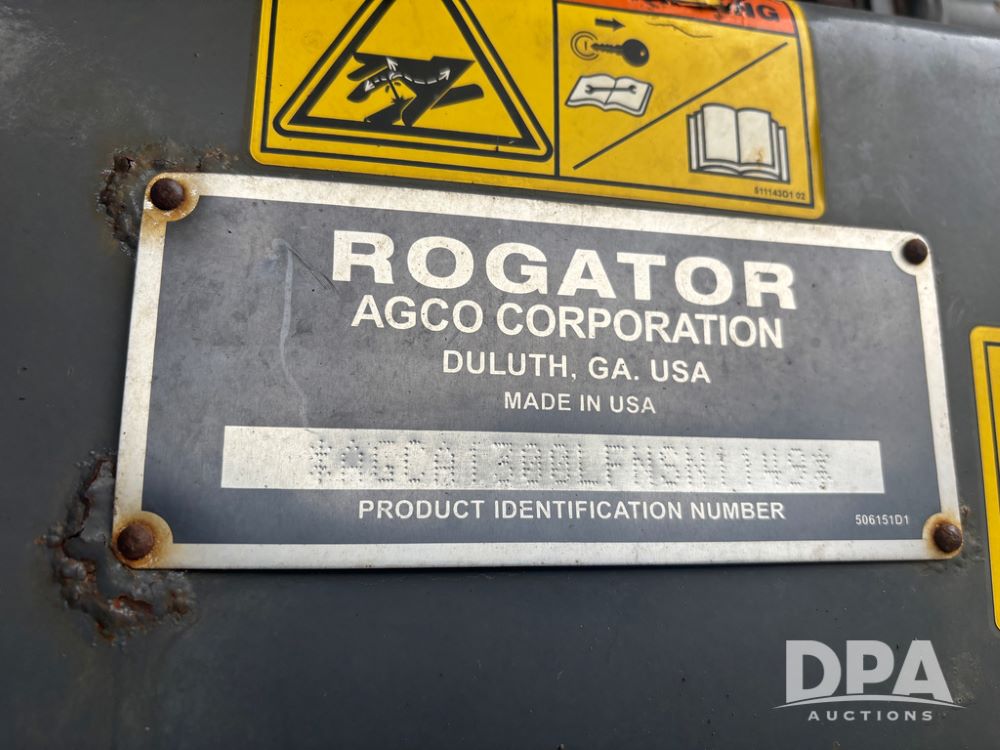 511143D1 02
ROGATOR
AGCO CORPORATION
DULUTH, GA. USA
MADE IN USA
PRODUCT IDENTIFICATION NUMBER
506151D1
DPA
AUCTIONS